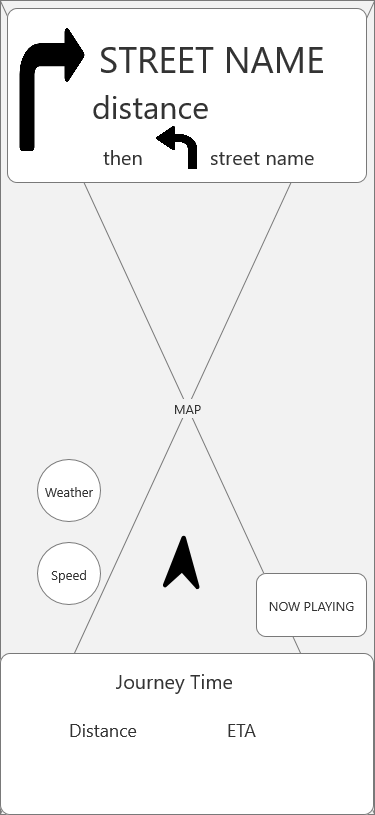 STREET NAME
distance
then street name
MAP
Weather
Speed
NOW PLAYING
Journey Time
Distance ETA